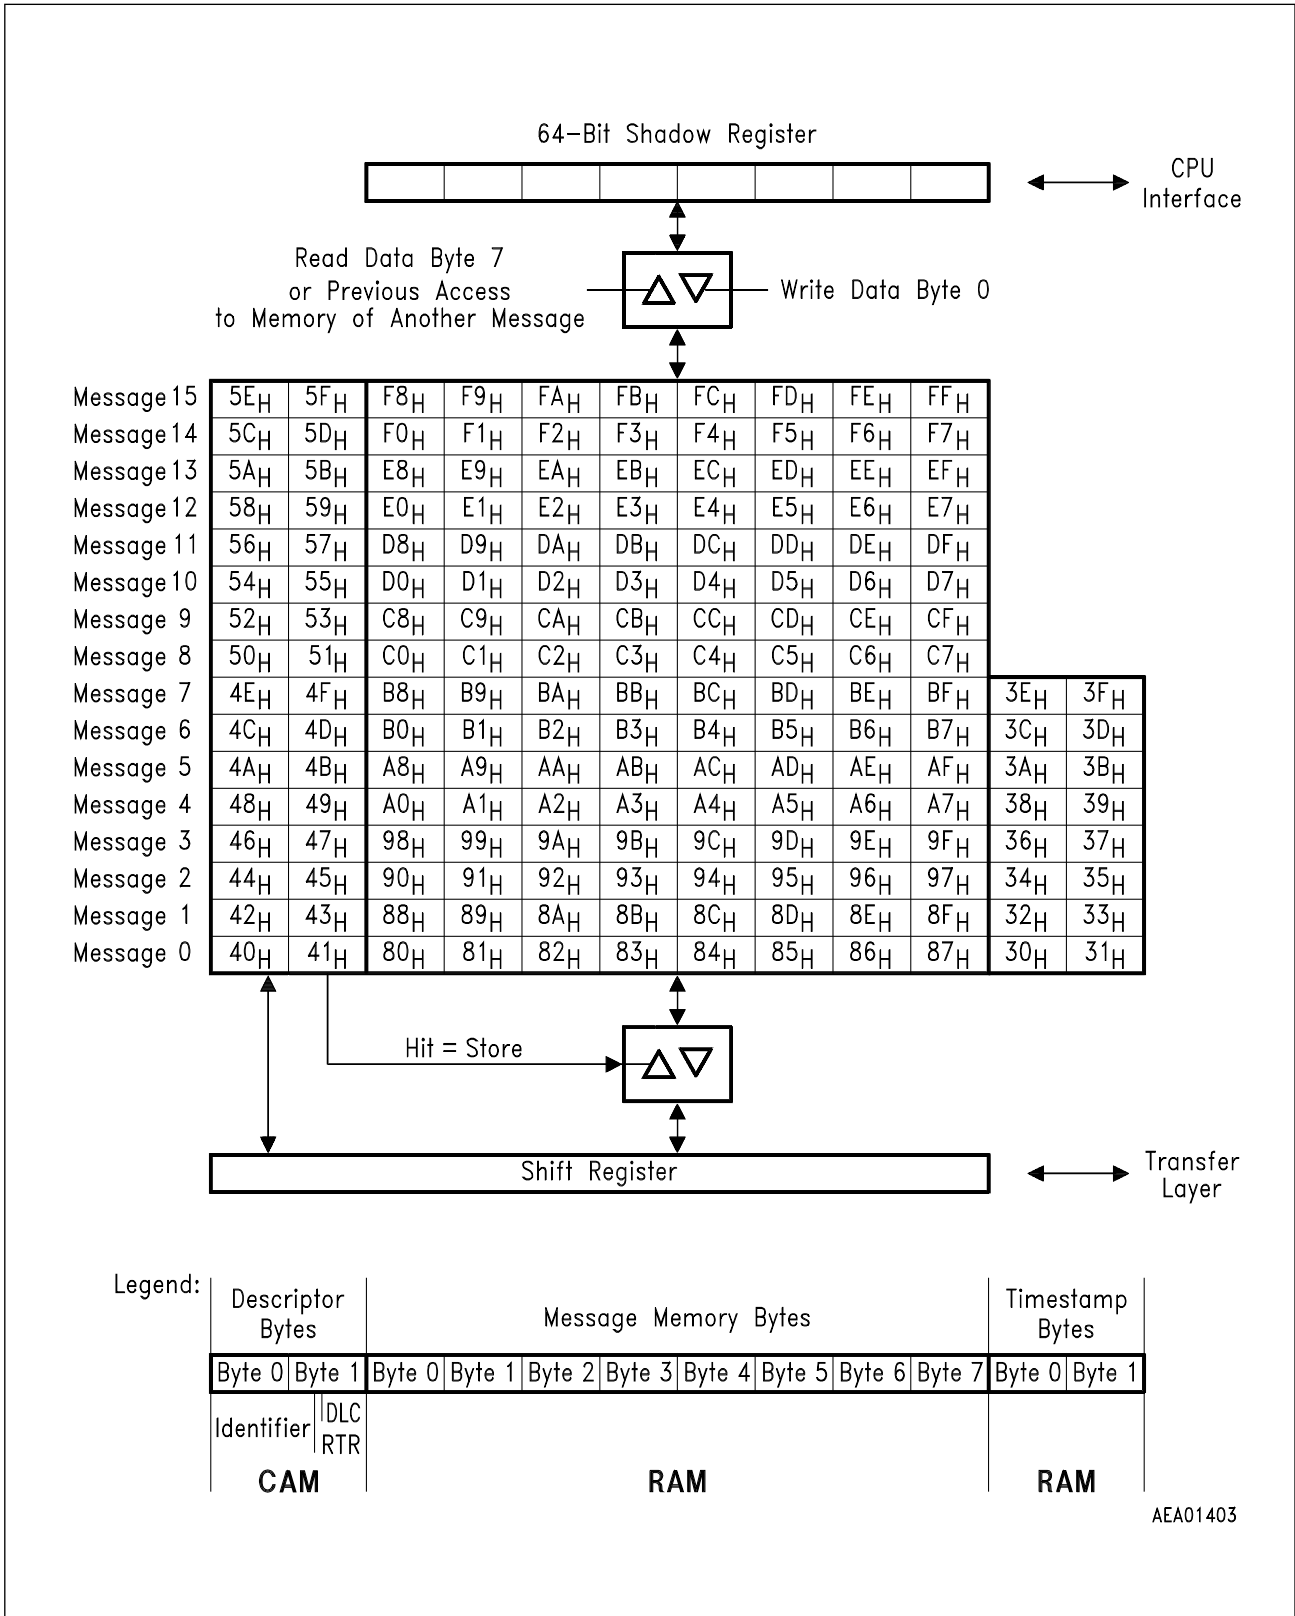 64-Bit Shadow Register
CPU
Interface
Read Data Byte 7
or Previous Access
to Memory of Another Message
Write Data Byte 0
Message 15 5EH 5FH F8H F9H FAH FBH FCH FDH FEH FFH
Message 14 5CH 5DH F0H F1H F2H F3H F4H F5H F6H F7H
Message 13 5AH 5BH E8H E9H EAH EBH ECH EDH EEH EFH
Message 12 58H 59H E0H E1H E2H E3H E4H E5H E6H E7H
Message 11 56H 57H D8H D9H DAH DBH DCH DDH DEH DFH
Message 10 54H 55H D0H D1H D2H D3H D4H D5H D6H D7H
Message 9 52H 53H C8H C9H CAH CBH CCH CDH CEH CFH
Message 8 50H 51H C0H C1H C2H C3H C4H C5H C6H C7H
Message 7 4EH 4FH B8H B9H BAH BBH BCH BDH BEH BFH 3EH 3FH
Message 6 4CH 4DH B0H B1H B2H B3H B4H B5H B6H B7H 3CH 3DH
Message 5 4AH 4BH A8H A9H AAH ABH ACH ADH AEH AFH 3AH 3BH
Message 4 48H 49H A0H A1H A2H A3H A4H A5H A6H A7H 38H 39H
Message 3 46H 47H 98H 99H 9AH 9BH 9CH 9DH 9EH 9FH 36H 37H
Message 2 44H 45H 90H 91H 92H 93H 94H 95H 96H 97H 34H 35H
Message 1 42H 43H 88H 89H 8AH 8BH 8CH 8DH 8EH 8FH 32H 33H
Message 0 40H 41H 80H 81H 82H 83H 84H 85H 86H 87H 30H 31H
Hit = Store
Shift Register
Transfer
Layer
Legend:
Descriptor
Bytes
Message Memory Bytes
Timestamp
Bytes
Byte 0 Byte 1 Byte 0 Byte 1 Byte 2 Byte 3 Byte 4 Byte 5 Byte 6 Byte 7 Byte 0 Byte 1
Identifier
DLC
RTR
CAM RAM RAM
AEA01403